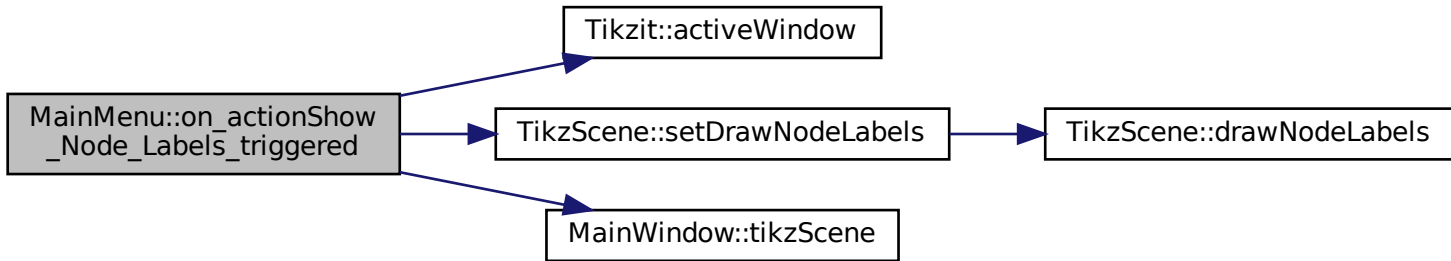 Tikzit::activeWindow
MainMenu::on_actionShow
_Node_Labels_triggered
TikzScene::setDrawNodeLabels
TikzScene::drawNodeLabels
MainWindow::tikzScene